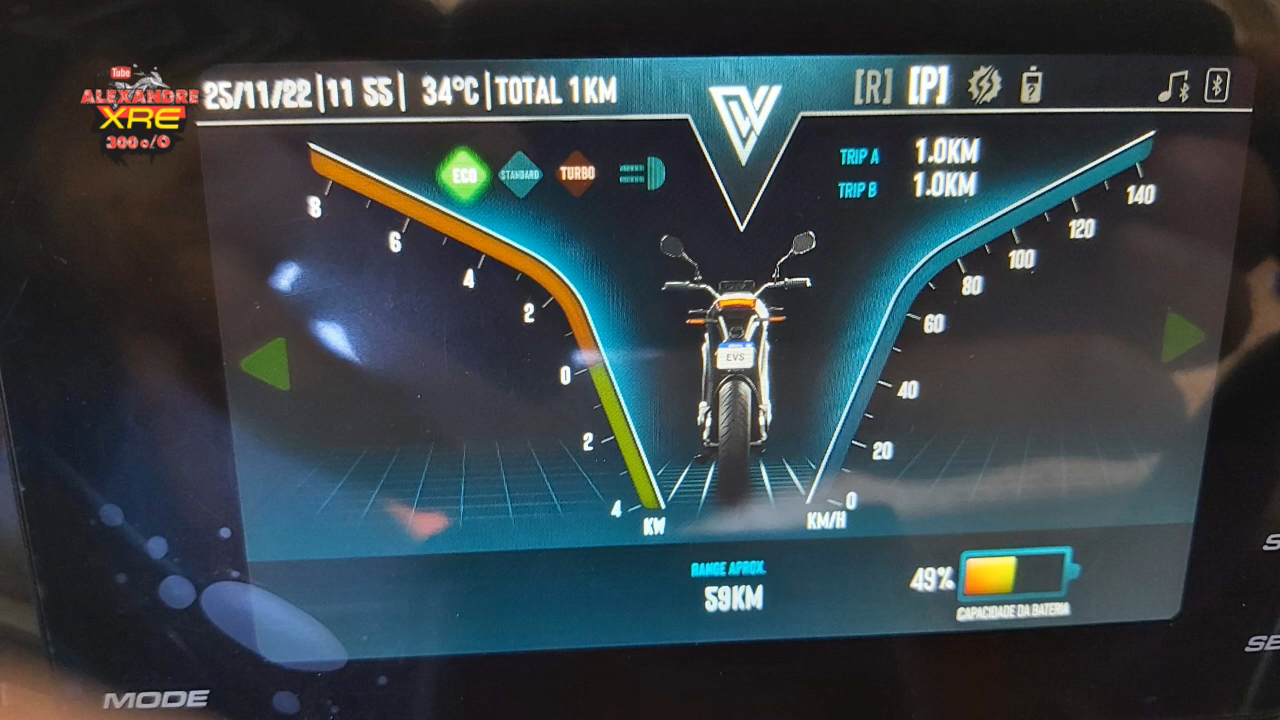 Tube
ALEXANDRE
XRE
300 c/O
25/11/22 | 11 55 | 34°C | TOTAL 1 KM
[R] [P]
?
ECO STANDARD TURBO
TRIP A 1.0KM
TRIP B 1.0KM
8
6
4
2
0
2
4
KW
140
120
100
80
60
40
20
0
KM/H
EVS
RANGE APROX.
59KM
49%
CAPACIDADE DA BATERIA
MODE
S
SE